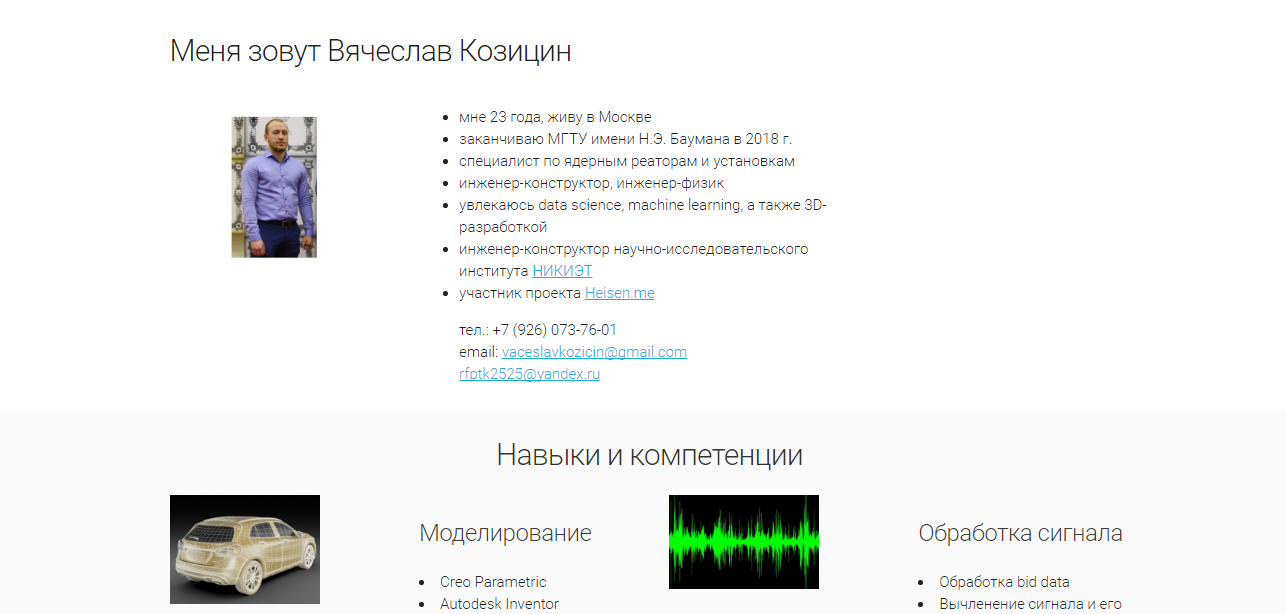 Меня зовут Вячеслав Козицин
мне 23 года, живу в Москве
заканчиваю МГТУ имени Н.Э. Баумана в 2018 г.
специалист по ядерным реаторам и установкам
инженер-конструктор, инженер-физик
увлекаюсь data science, machine learning, а также 3D-
разработкой
инженер-конструктор научно-исследовательского
института НИКИЭТ
участник проекта Heisen.me
тел.: +7 (926) 073-76-01
email: vaceslavkozicin@gmail.com
rfptk2525@yandex.ru
Навыки и компетенции
Моделирование
Creo Parametric
Autodesk Inventor
Обработка сигнала
Обработка bid data
Вычленение сигнала и его